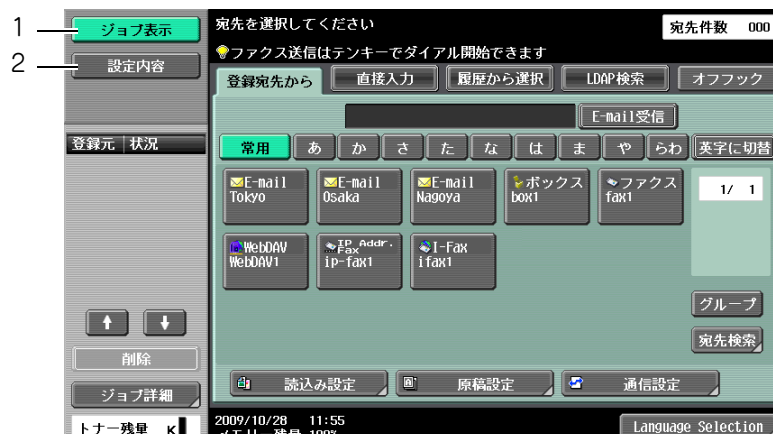 1
ジョブ表示
宛先を選択してください
宛先件数 000
2
設定内容
ファクス送信はテンキーでダイアル開始できます
登録宛先から 直接入力 履歴から選択 LDAP検索 オフフック
E-mail受信
登録元 状況
常用 あ か さ た な は ま や らわ 英字に切替
E-mail
Tokyo
E-mail
Osaka
E-mail
Nagoya
ボックス
box1
ファクス
fax1
1/ 1
WebDAV
WebDAV1
IP Addr.
Fax
ip-fax1
I-Fax
ifax1
グループ
宛先検索
削除
読込み設定 原稿設定 通信設定
ジョブ詳細
トナー残量 K
2009/10/28 11:55
メモリー残量 100%
Language Selection